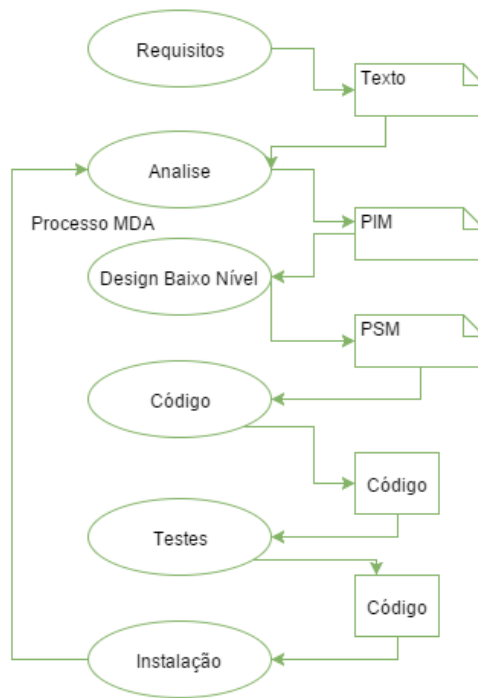 Requisitos
Texto
Analise
Processo MDA
PIM
Design Baixo Nível
PSM
Código
Código
Testes
Código
Instalação